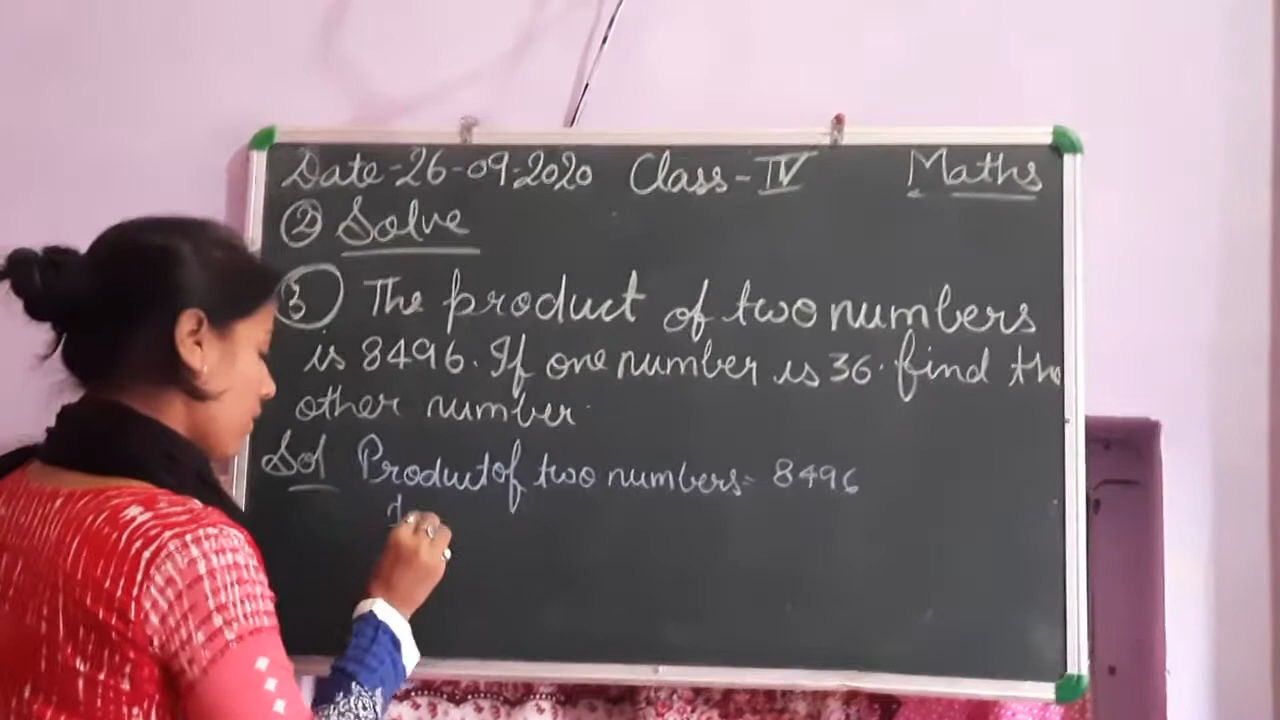 Date-26-09-2020 Class-IV Maths
② Solve
③ The product of two numbers
is 8496. If one number is 36. find the
other number.
Sol Product of two numbers= 8496